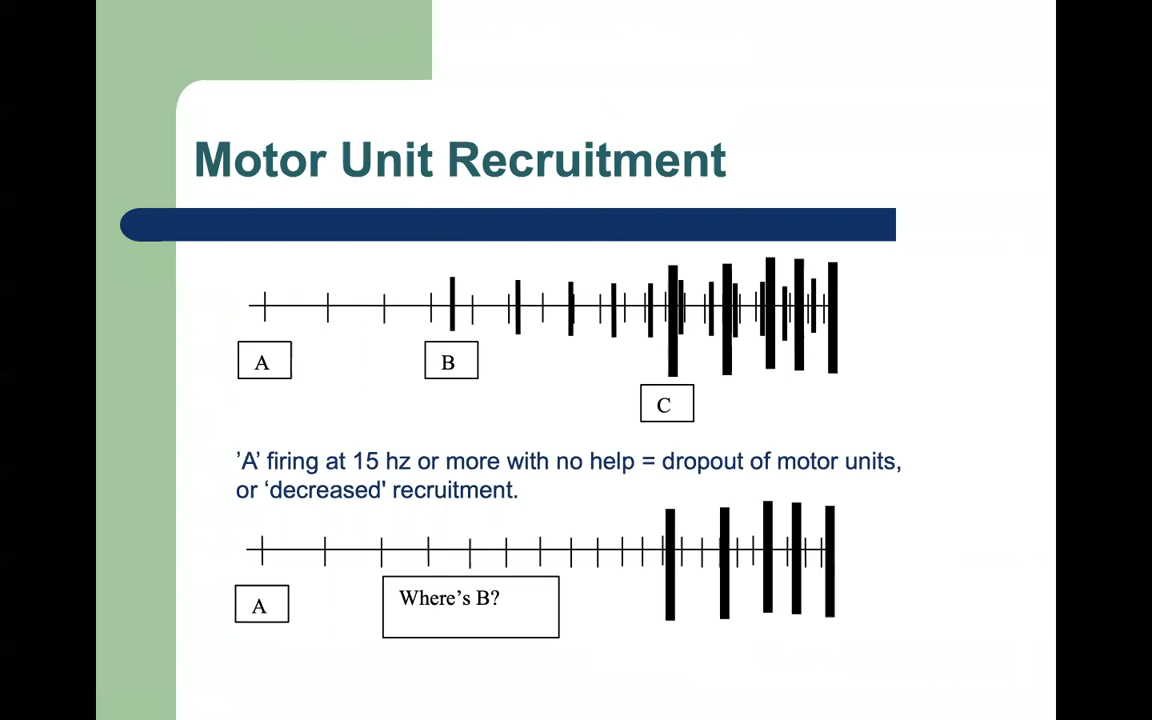 Motor Unit Recruitment
A
B
C
’A’ firing at 15 hz or more with no help = dropout of motor units,
or ‘decreased' recruitment.
A
Where’s B?